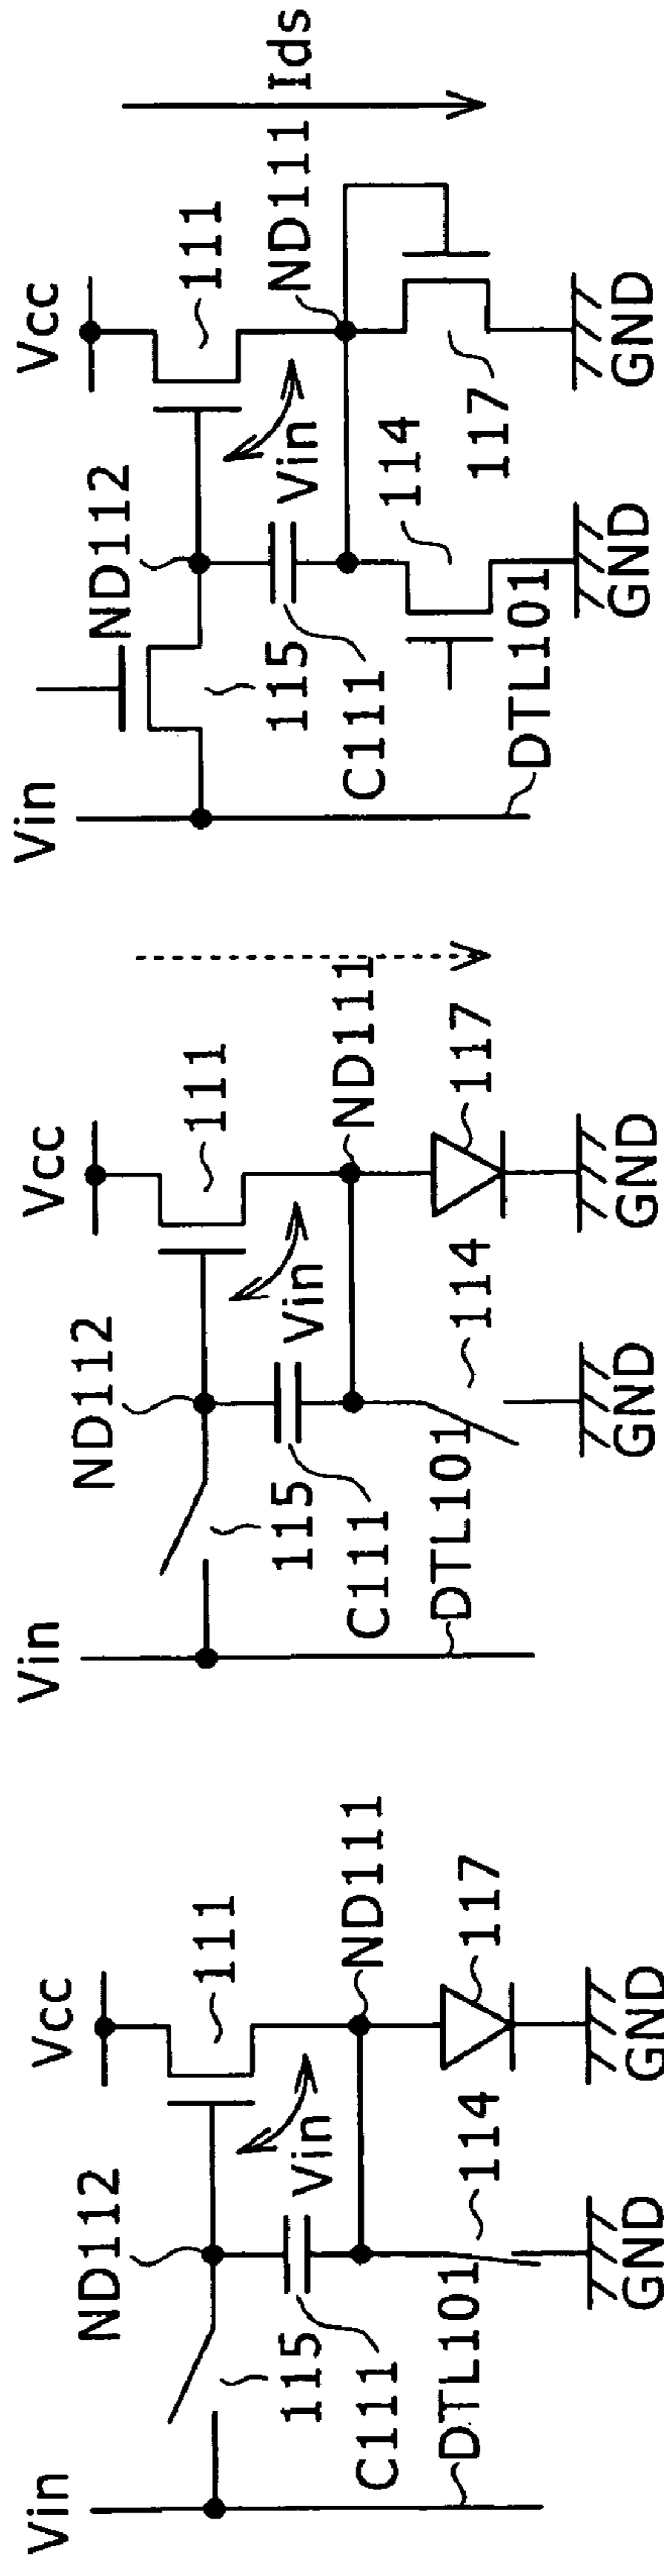 Vcc
Vin
ND112
111
ND111
Ids
Vin
115
C111
114
117
DTL101
GND
GND
Vcc
Vin
ND112
111
ND111
Vin
115
C111
114
117
DTL101
GND
GND
Vcc
Vin
ND112
111
ND111
Vin
115
C111
114
117
DTL101
GND
GND